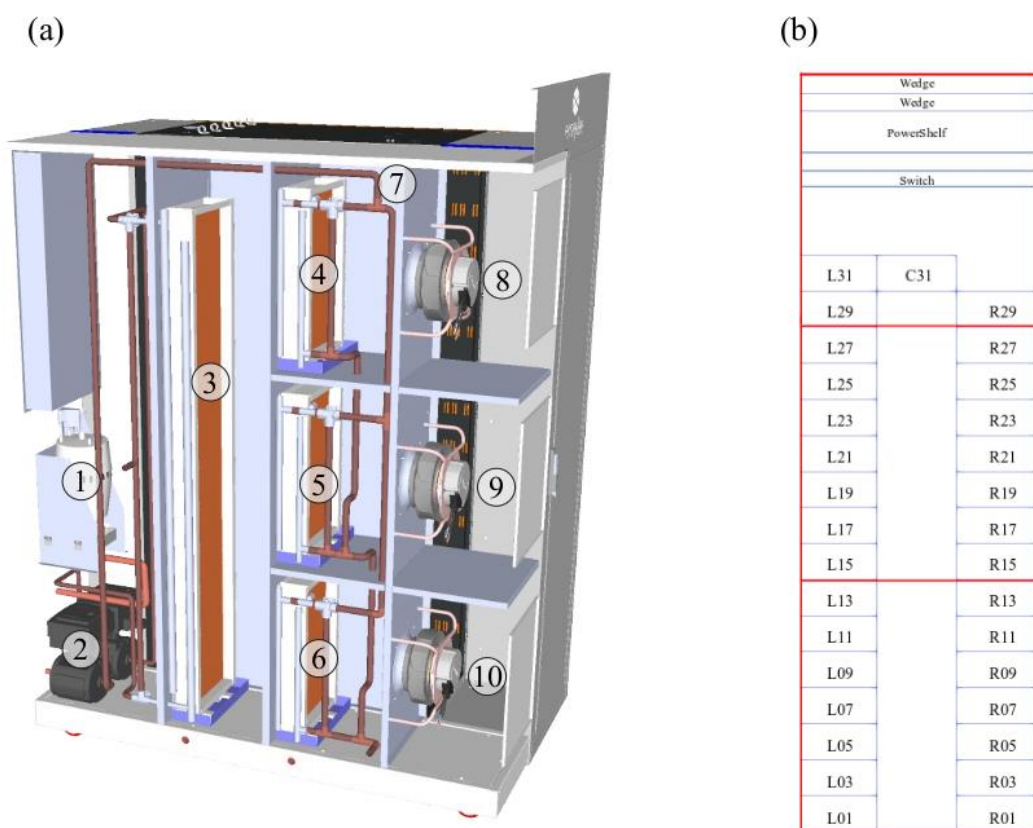 (a)
(b)
1
2
3
4
5
6
7
8
9
10
Wedge
Wedge
PowerShelf
Switch
L31 C31
L29 R29
L27 R27
L25 R25
L23 R23
L21 R21
L19 R19
L17 R17
L15 R15
L13 R13
L11 R11
L09 R09
L07 R07
L05 R05
L03 R03
L01 R01